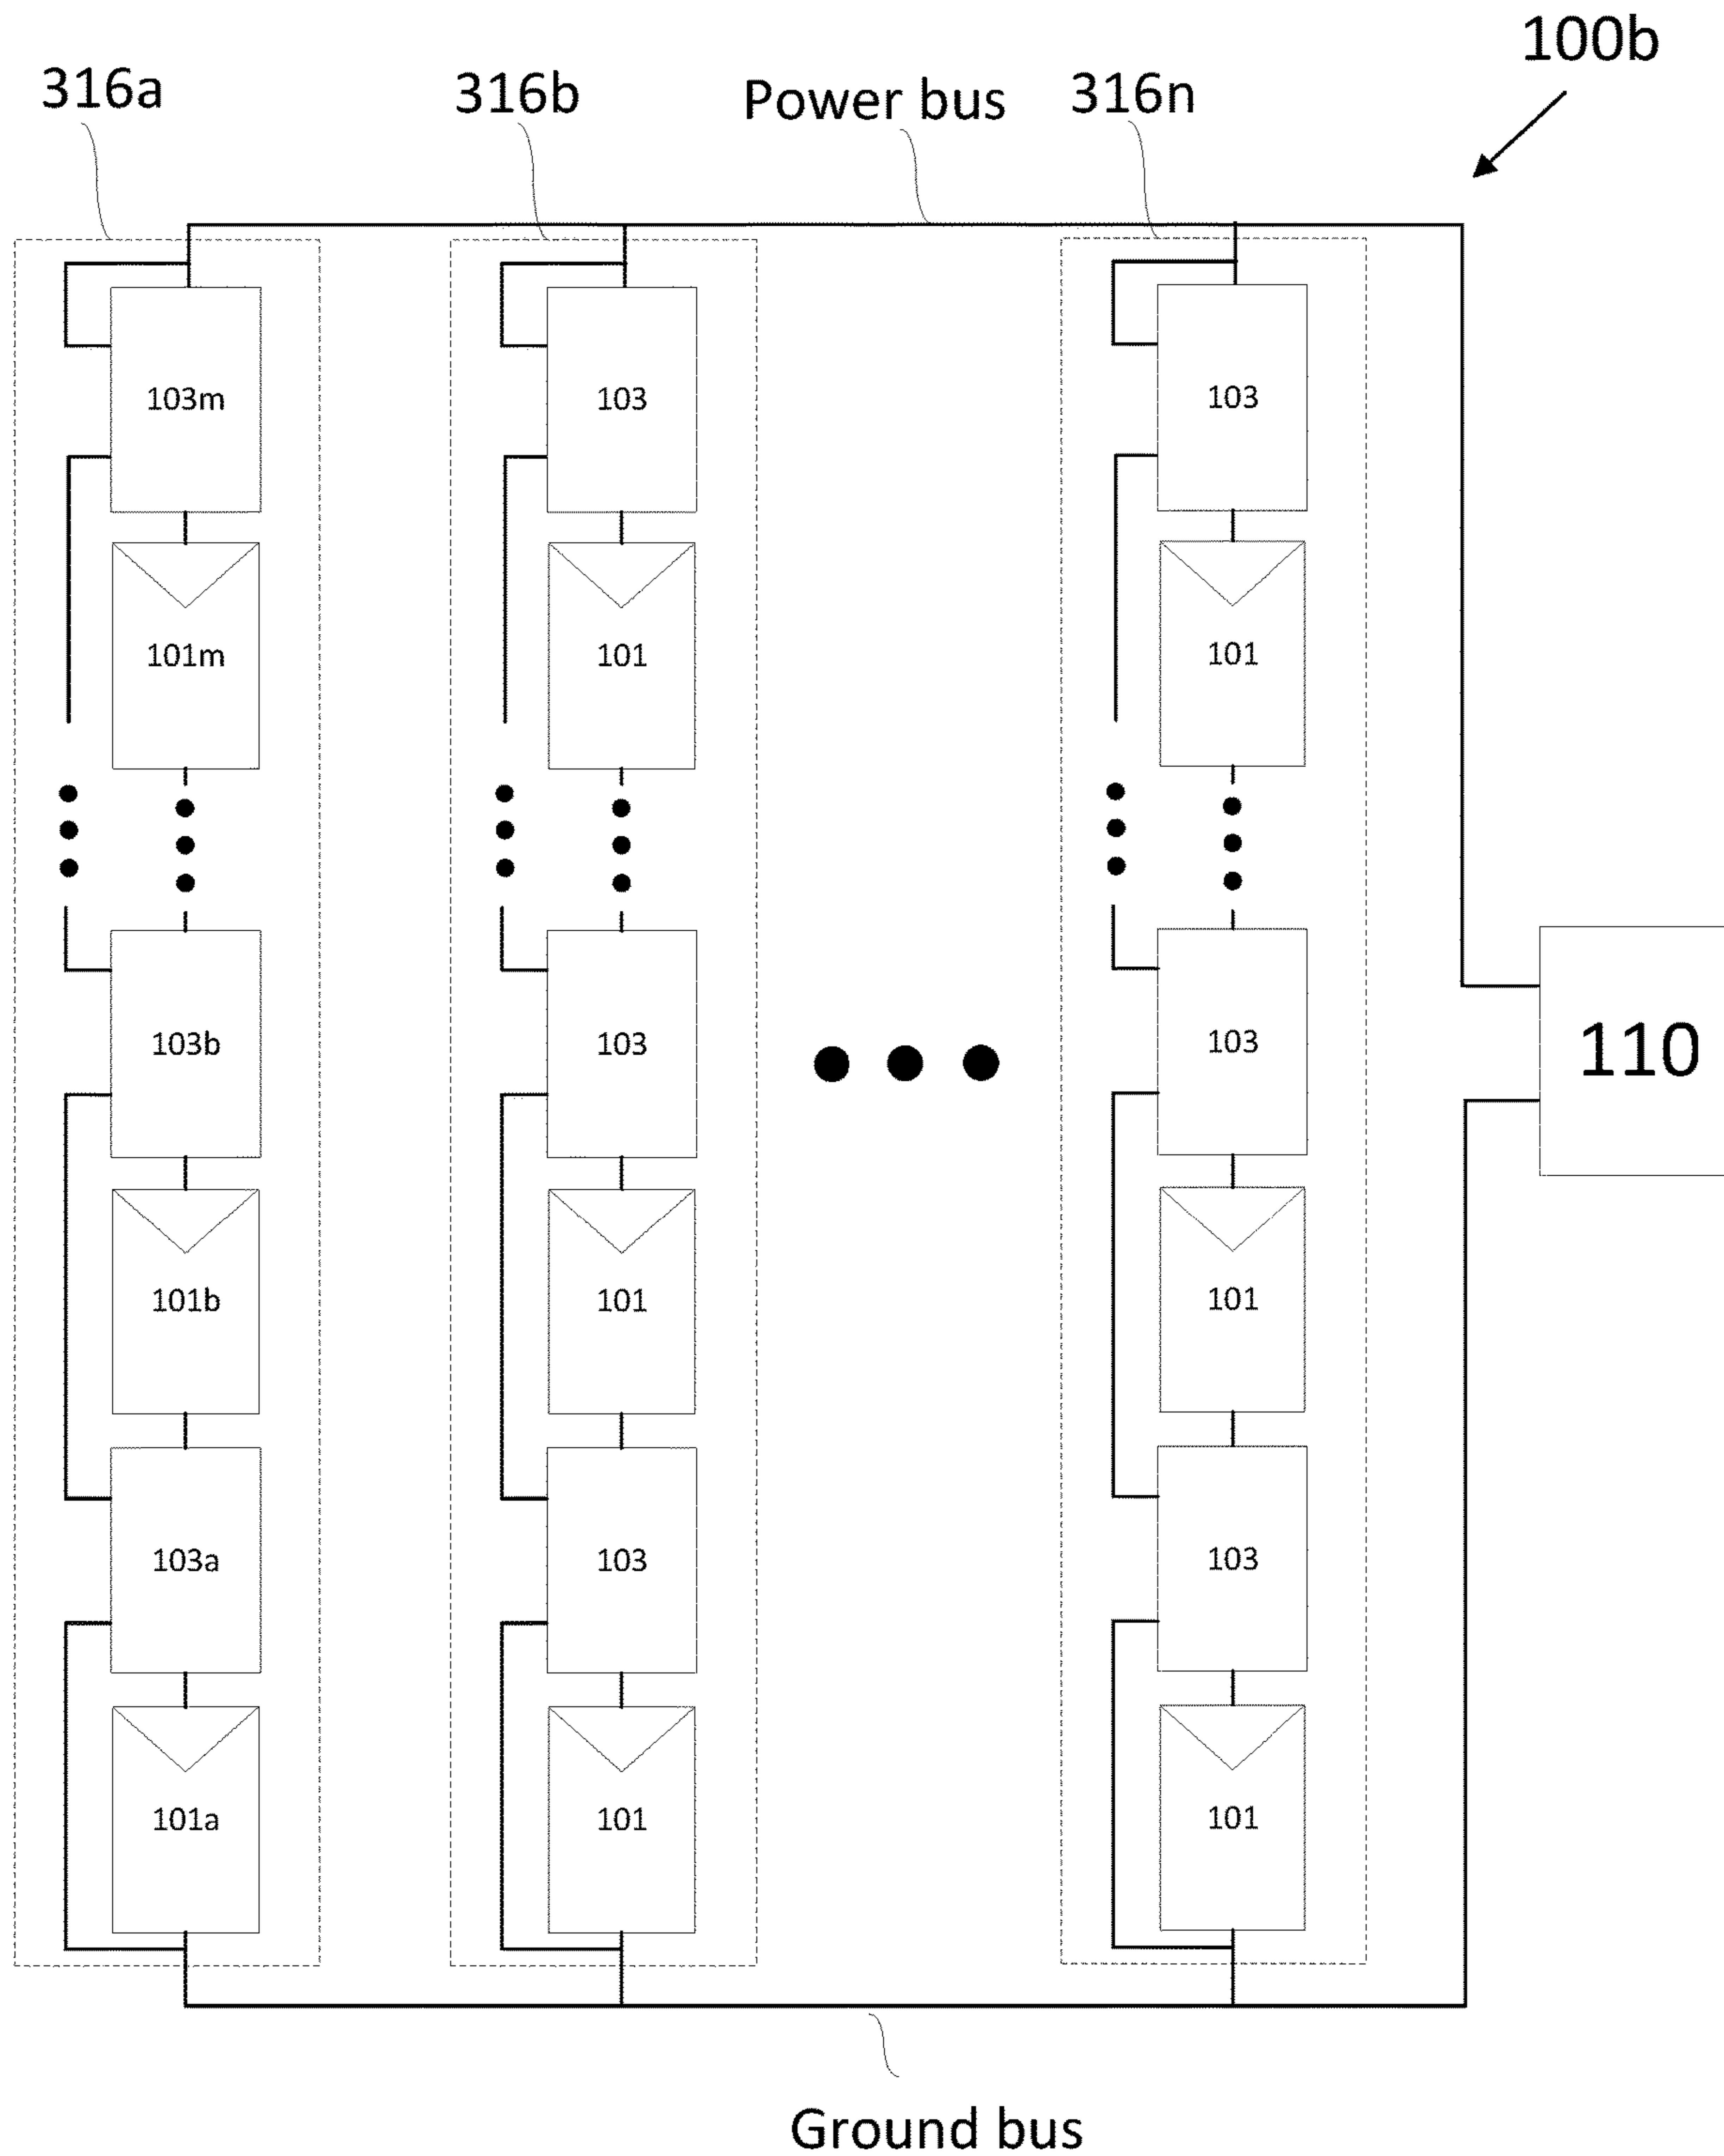 100b
316a 316b Power bus 316n
103m 103 103
101m 101 101
103b 103 103
110
101b 101 101
103a 103 103
101a 101 101
Ground bus